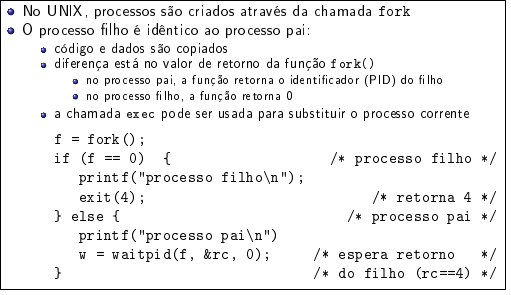 No UNIX, processos são criados através da chamada fork
O processo filho é idêntico ao processo pai:
código e dados são copiados
diferença está no valor de retorno da função fork()
no processo pai, a função retorna o identificador (PID) do filho
no processo filho, a função retorna 0
a chamada exec pode ser usada para substituir o processo corrente
f = fork();
if (f == 0) { /* processo filho */
printf("processo filho\n");
exit(4); /* retorna 4 */
} else { /* processo pai */
printf("processo pai\n")
w = waitpid(f, &rc, 0); /* espera retorno */
} /* do filho (rc==4) */